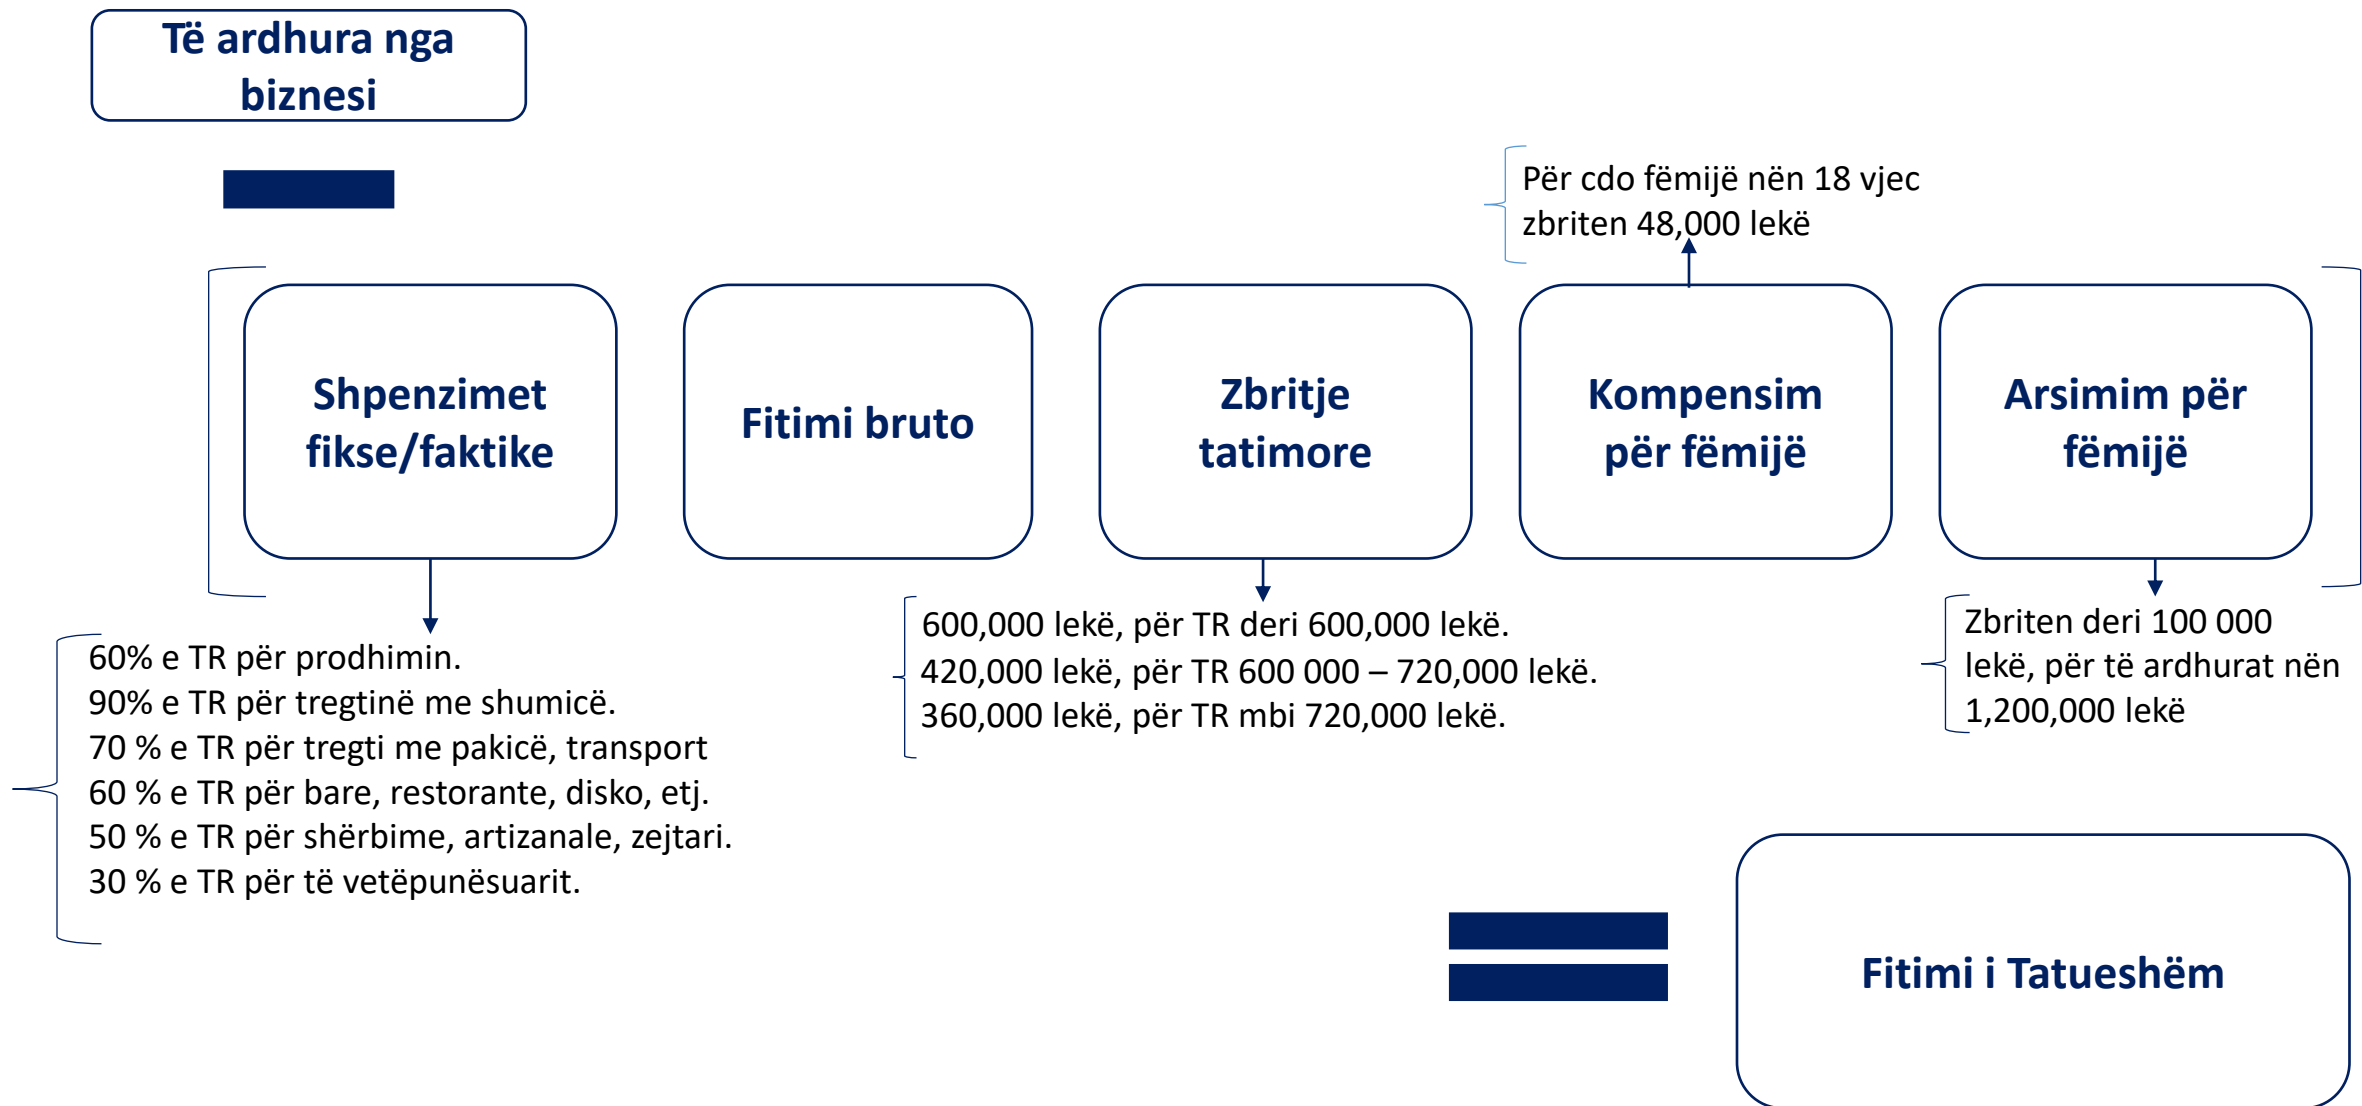 Të ardhura nga
biznesi
Për cdo fëmijë nën 18 vjec
zbriten 48,000 lekë
Shpenzimet
fikse/faktike
Fitimi bruto
Zbritje
tatimore
Kompensim
për fëmijë
Arsimim për
fëmijë
60% e TR për prodhimin.
90% e TR për tregtinë me shumicë.
70 % e TR për tregti me pakicë, transport
60 % e TR për bare, restorante, disko, etj.
50 % e TR për shërbime, artizanale, zejtari.
30 % e TR për të vetëpunësuarit.
600,000 lekë, për TR deri 600,000 lekë.
420,000 lekë, për TR 600 000 – 720,000 lekë.
360,000 lekë, për TR mbi 720,000 lekë.
Zbriten deri 100 000
lekë, për të ardhurat nën
1,200,000 lekë
Fitimi i Tatueshëm